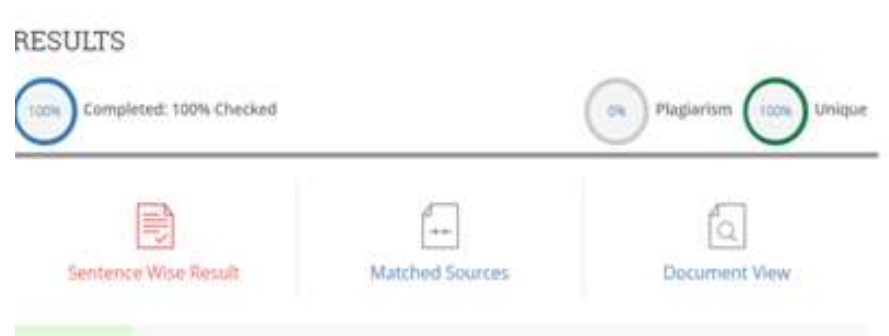 RESULTS
100% Completed: 100% Checked 0% Plagiarism 100% Unique
Sentence Wise Result Matched Sources Document View